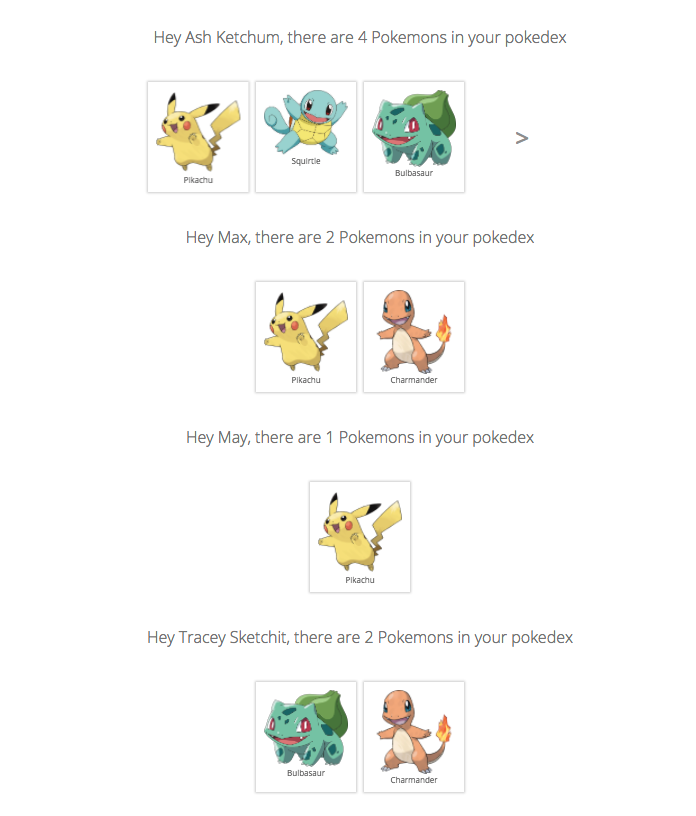 Hey Ash Ketchum, there are 4 Pokemons in your pokedex
Pikachu
Squirtle
Bulbasaur
>
Hey Max, there are 2 Pokemons in your pokedex
Pikachu
Charmander
Hey May, there are 1 Pokemons in your pokedex
Pikachu
Hey Tracey Sketchit, there are 2 Pokemons in your pokedex
Bulbasaur
Charmander